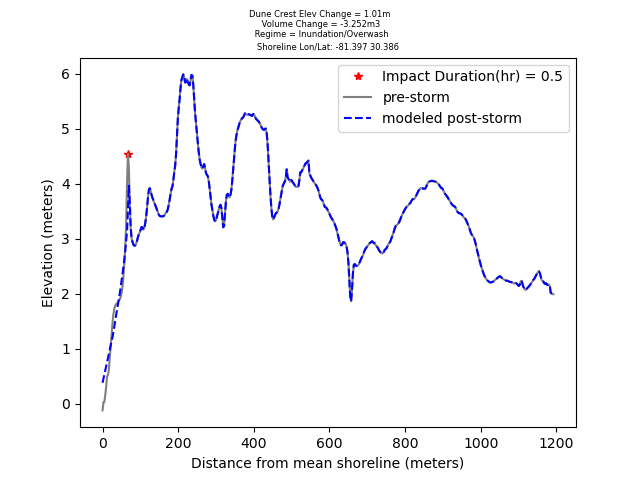 Dune Crest Elev Change = 1.01m
Volume Change = -3.252m3
Regime = Inundation/Overwash
Shoreline Lon/Lat: -81.397 30.386
Impact Duration(hr) = 0.5
pre-storm
modeled post-storm
Elevation (meters)
6
5
4
3
2
1
0
0 200 400 600 800 1000 1200
Distance from mean shoreline (meters)